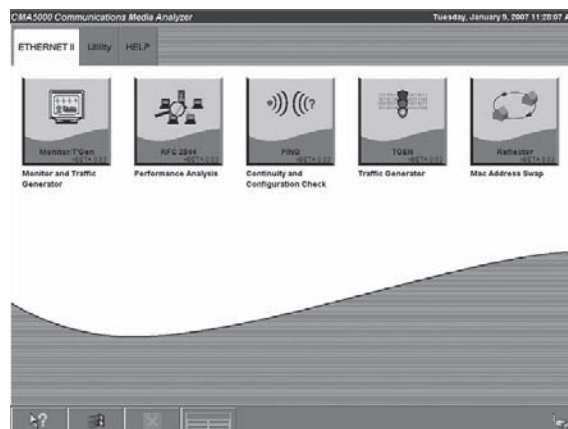 CMA5000 Communications Media Analyzer
Tuesday, January 9, 2007 11:28:07 A
ETHERNET II Utility HELP
Monitor/TGen RFC 2544 PING TGEN Reflector
Monitor and Traffic Generator
Performance Analysis
Continuity and Configuration Check
Traffic Generator
Mac Address Swap